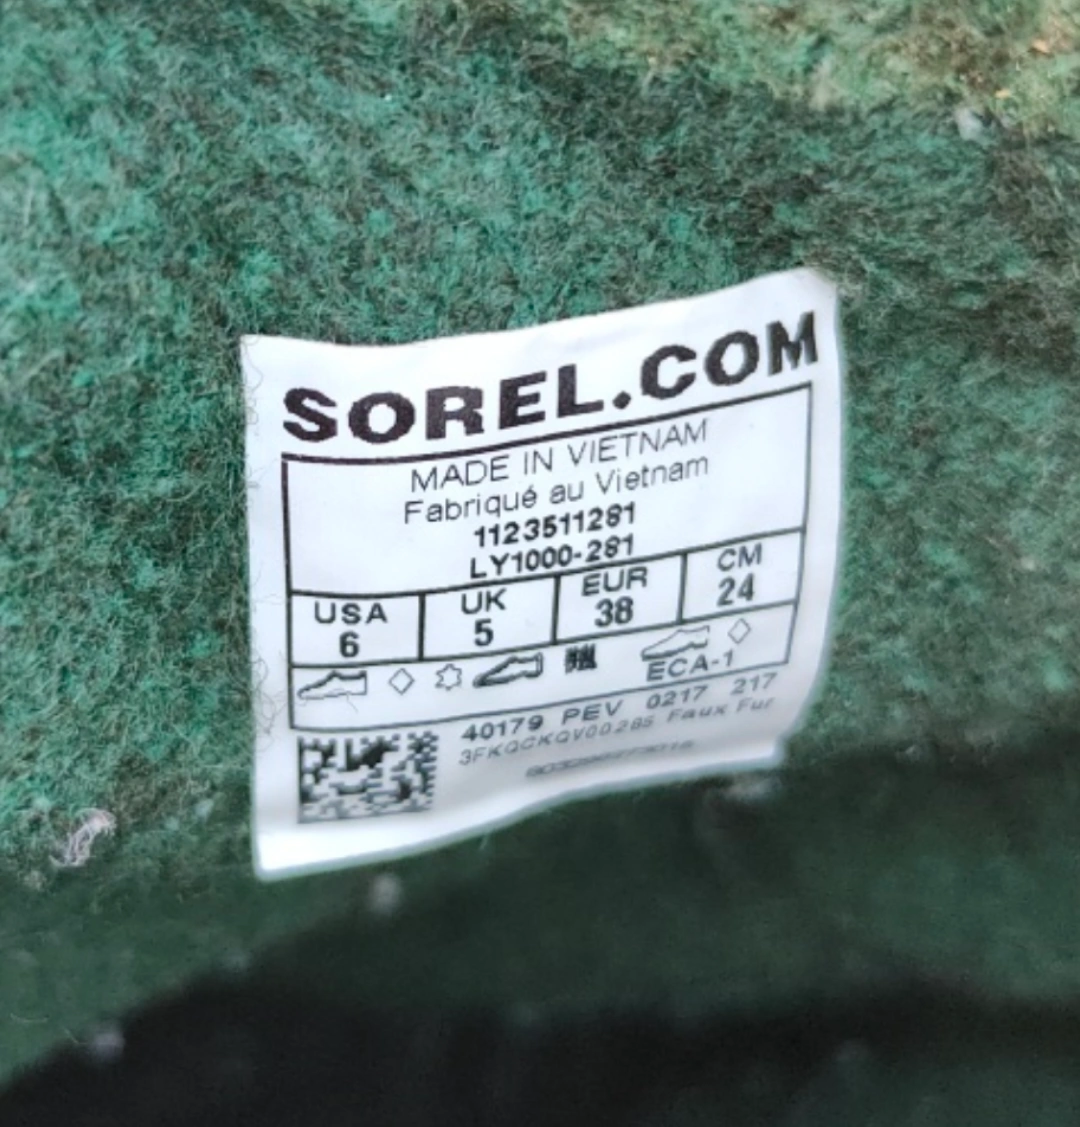 SOREL.COM
MADE IN VIETNAM
Fabriqué au Vietnam
1123511281
LY1000-281
USA UK EUR CM
6 5 38 24
ECA-1
40179 PEV 0217 217
Faux Fur